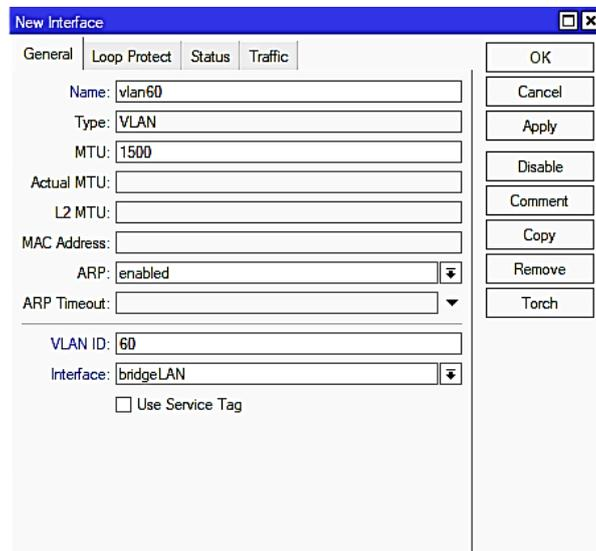 New Interface
General Loop Protect Status Traffic
OK
Name: vlan60
Cancel
Type: VLAN
Apply
MTU: 1500
Disable
Actual MTU:
Comment
L2 MTU:
Copy
MAC Address:
Remove
ARP: enabled
Torch
ARP Timeout:
VLAN ID: 60
Interface: bridgeLAN
Use Service Tag